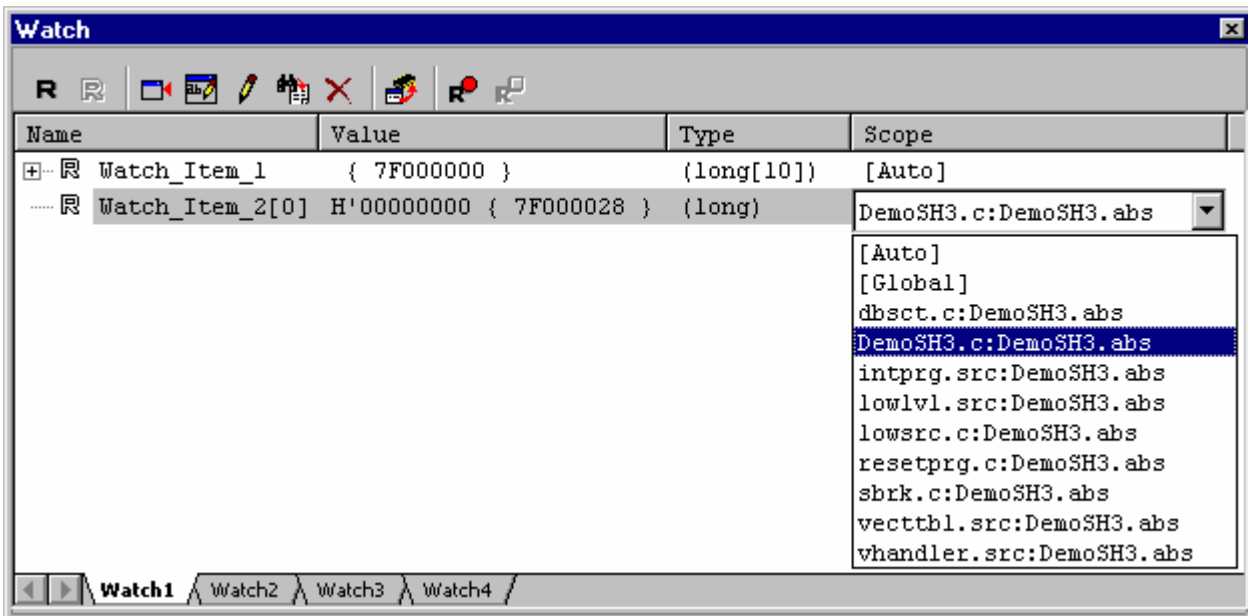 Watch
R R R R
Name Value Type Scope
R Watch_Item_1 { 7F000000 } (long[10]) [Auto]
R Watch_Item_2[0] H'00000000 { 7F000028 } (long) DemoSH3.c:DemoSH3.abs
[Auto]
[Global]
dbsct.c:DemoSH3.abs
DemoSH3.c:DemoSH3.abs
intprg.src:DemoSH3.abs
lowlvl.src:DemoSH3.abs
lowsrc.c:DemoSH3.abs
resetprg.c:DemoSH3.abs
sbrk.c:DemoSH3.abs
vecttbl.src:DemoSH3.abs
vhandler.src:DemoSH3.abs
Watch1 Watch2 Watch3 Watch4